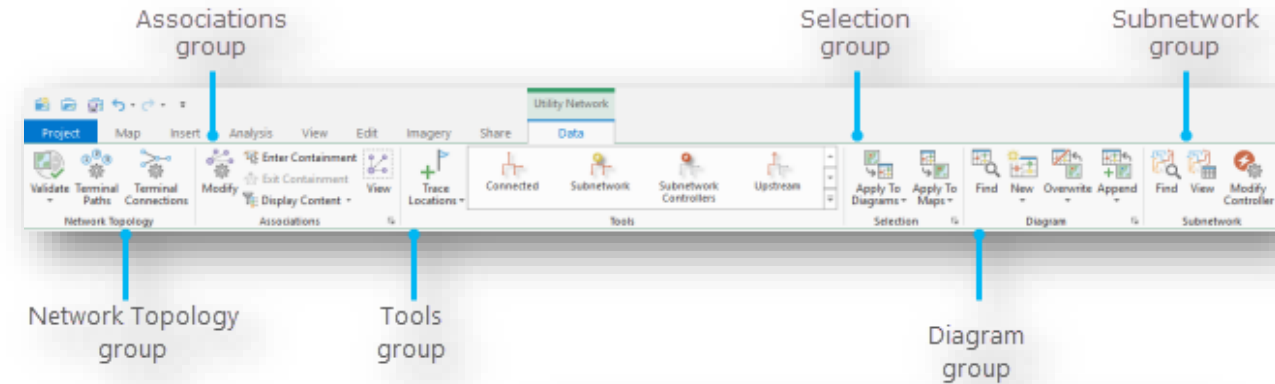 Associations
group
Selection
group
Subnetwork
group
Utility Network
Project Map Insert Analysis View Edit Imagery Share Data
Validate Terminal Paths Terminal Connections Modify Enter Containment Exit Containment Display Content View Trace Locations Connected Subnetwork Subnetwork Controllers Upstream Apply To Diagrams Apply To Maps Find New Overwrite Append Find View Modify Controller
Network Topology Associations Tools Selection Diagram Subnetwork
Network Topology
group
Tools
group
Diagram
group